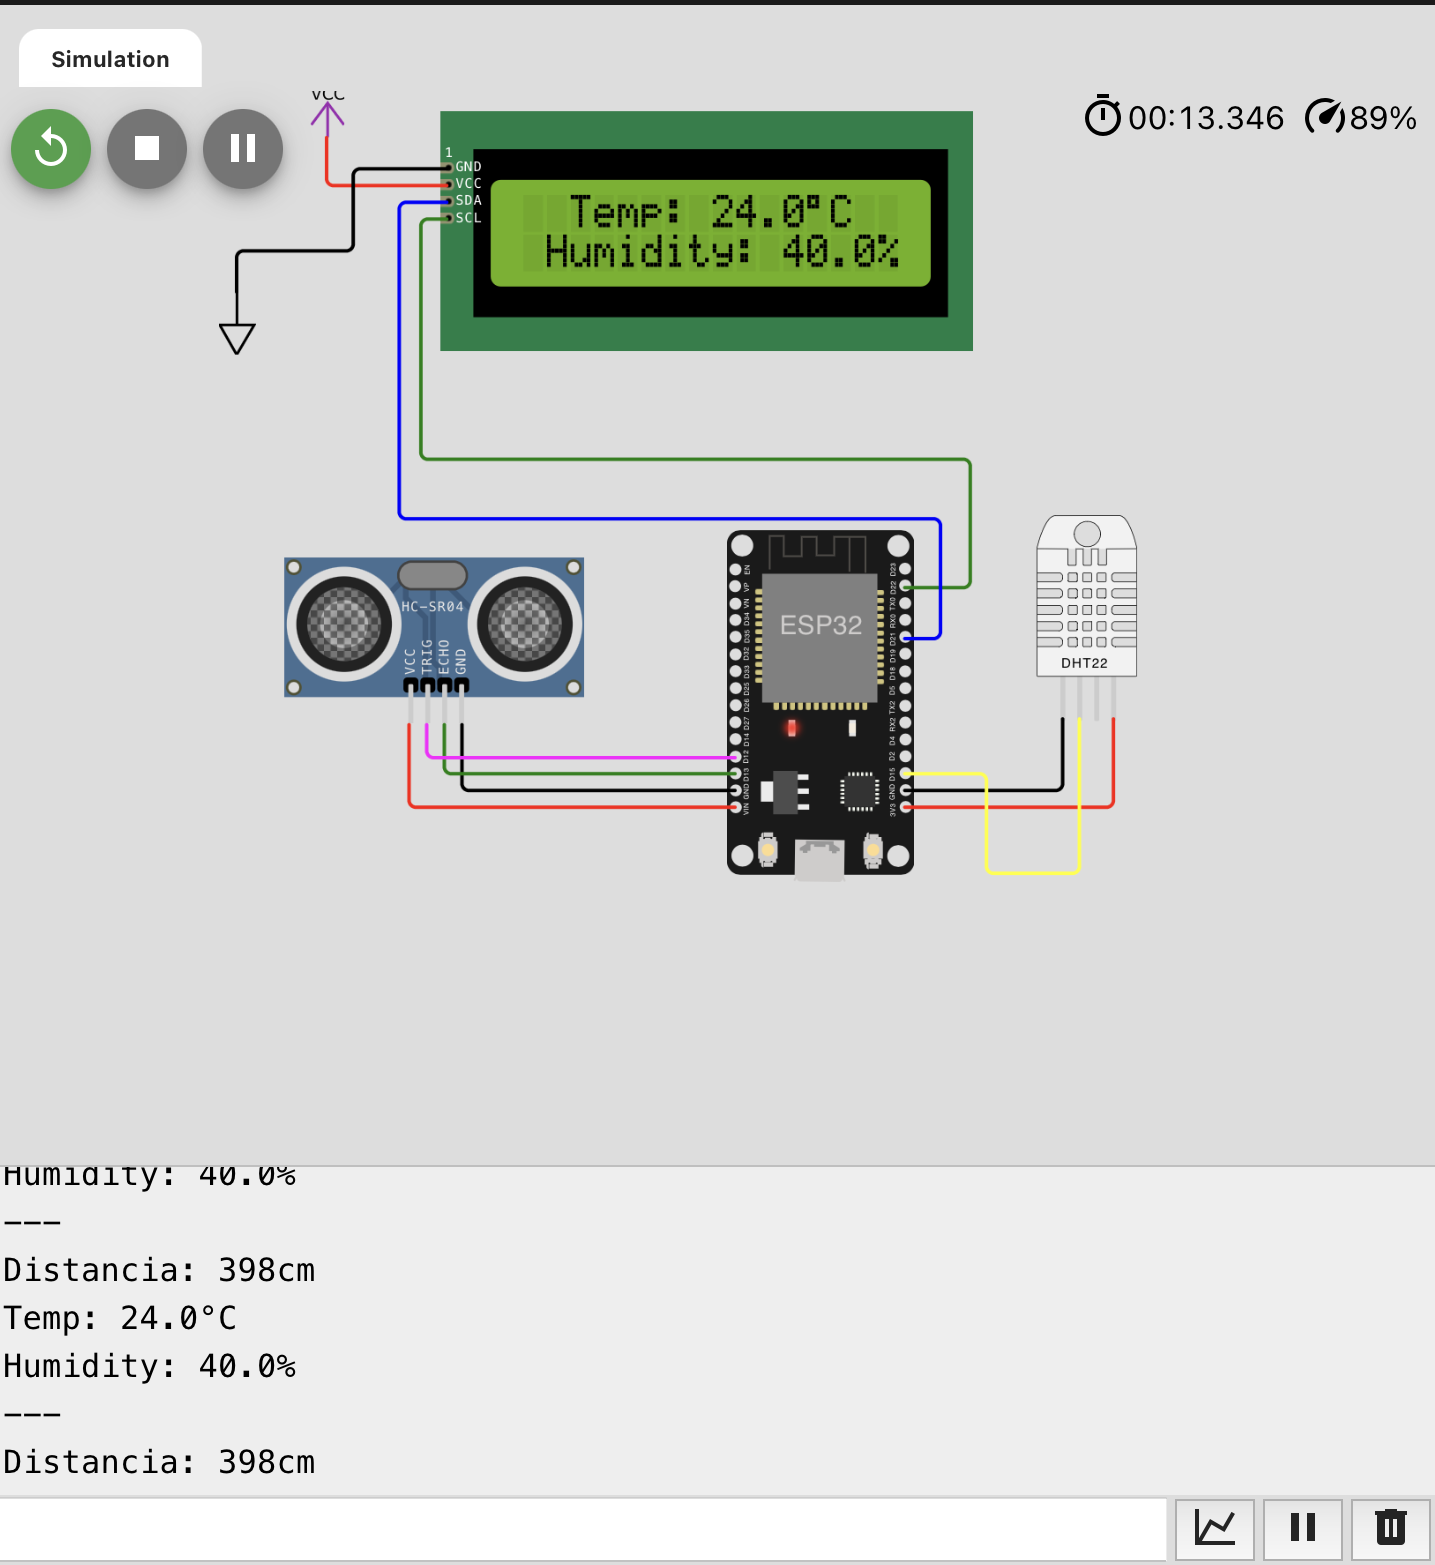 Simulation
VCC
00:13.346
89%
1
GND
VCC
SDA
SCL
Temp: 24.0°C
Humidity: 40.0%
HC-SR04
VCC
TRIG
ECHO
GND
ESP32
EN
VP
VN
D34
D35
D32
D33
D25
D26
D27
D14
D12
D13
GND
VIN
D23
D22
TX0
RX0
D21
D19
D18
D5
TX2
RX2
D4
D2
D15
GND
3V3
DHT22
Humidity: 40.0%
---
Distancia: 398cm
Temp: 24.0°C
Humidity: 40.0%
---
Distancia: 398cm